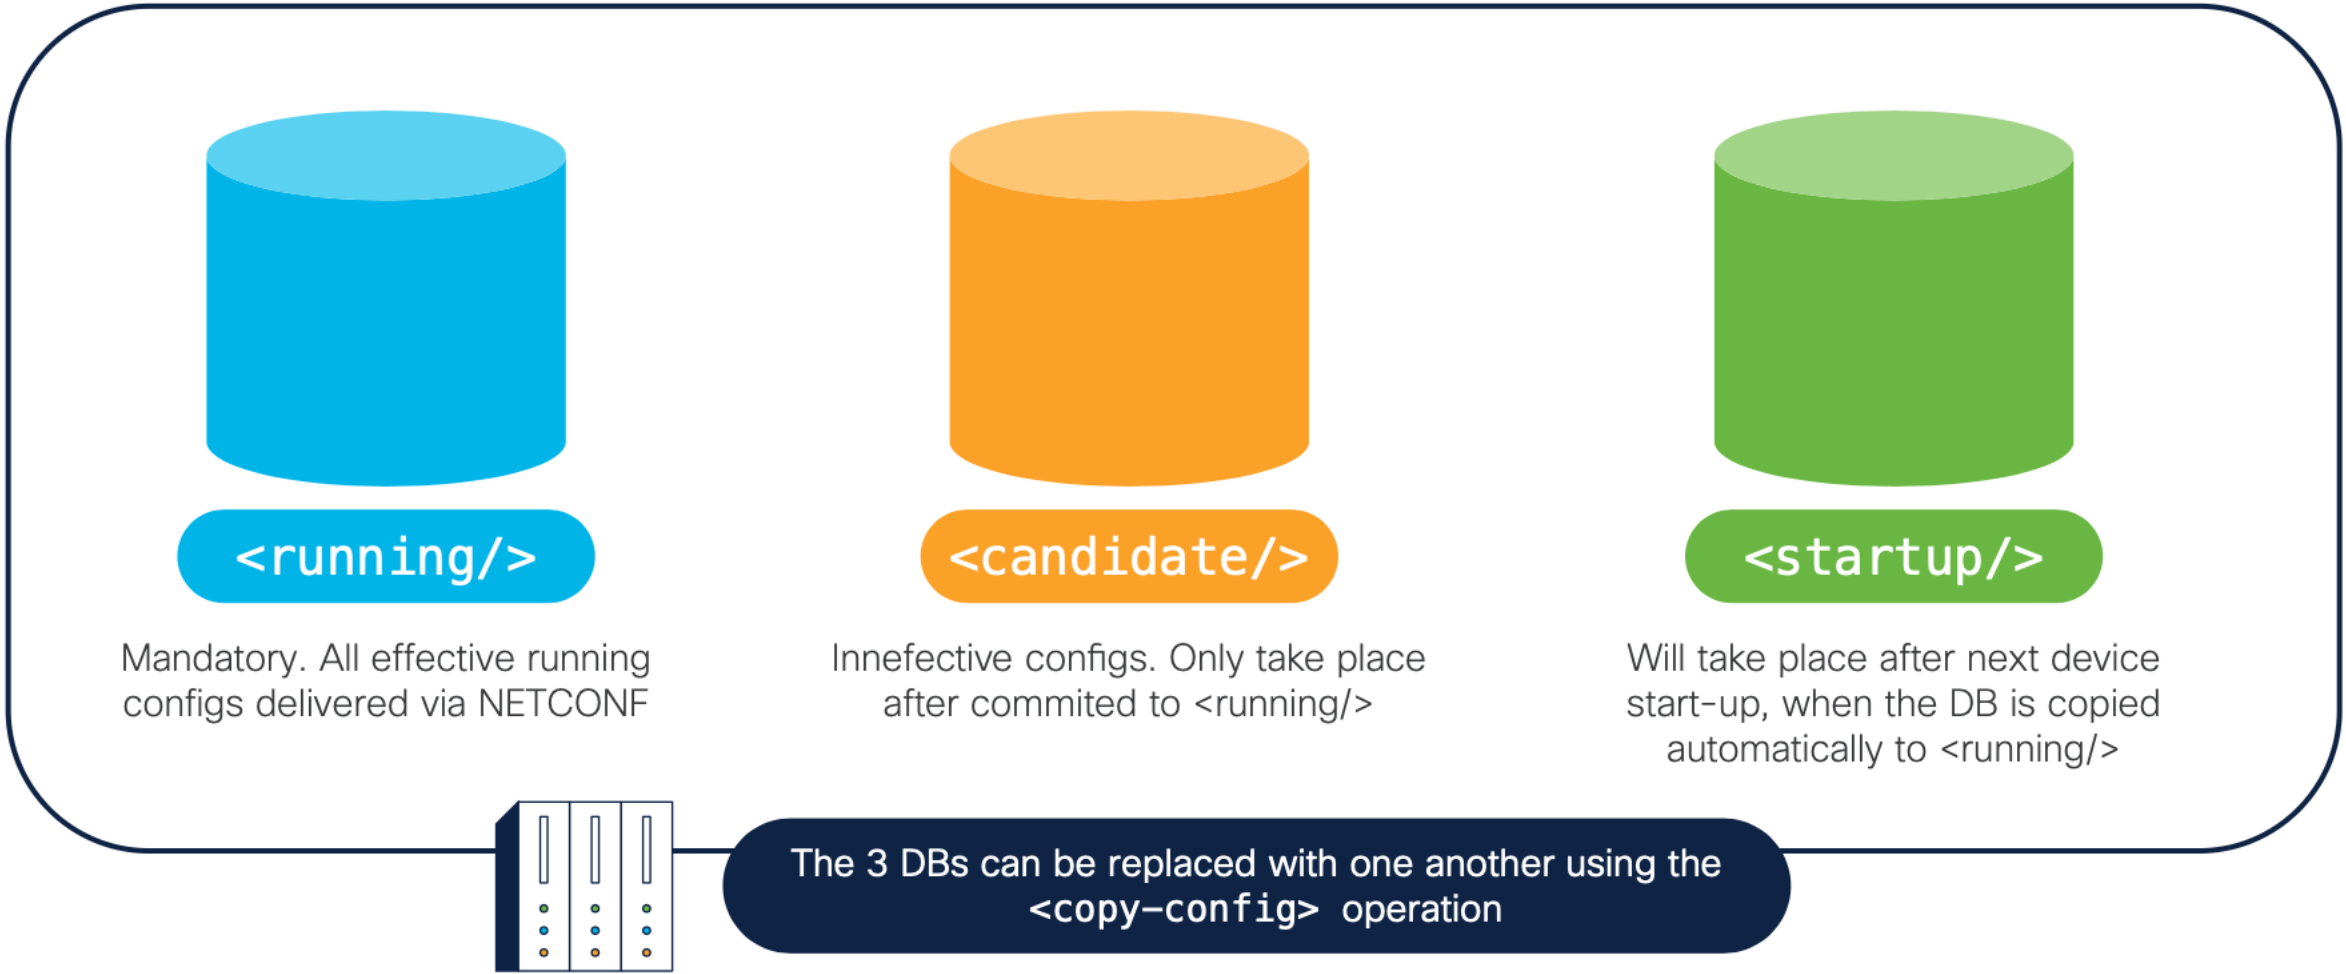 <running/>
Mandatory. All effective running
configs delivered via NETCONF
<candidate/>
Innefective configs. Only take place
after commited to <running/>
<startup/>
Will take place after next device
start-up, when the DB is copied
automatically to <running/>
The 3 DBs can be replaced with one another using the
<copy-config> operation